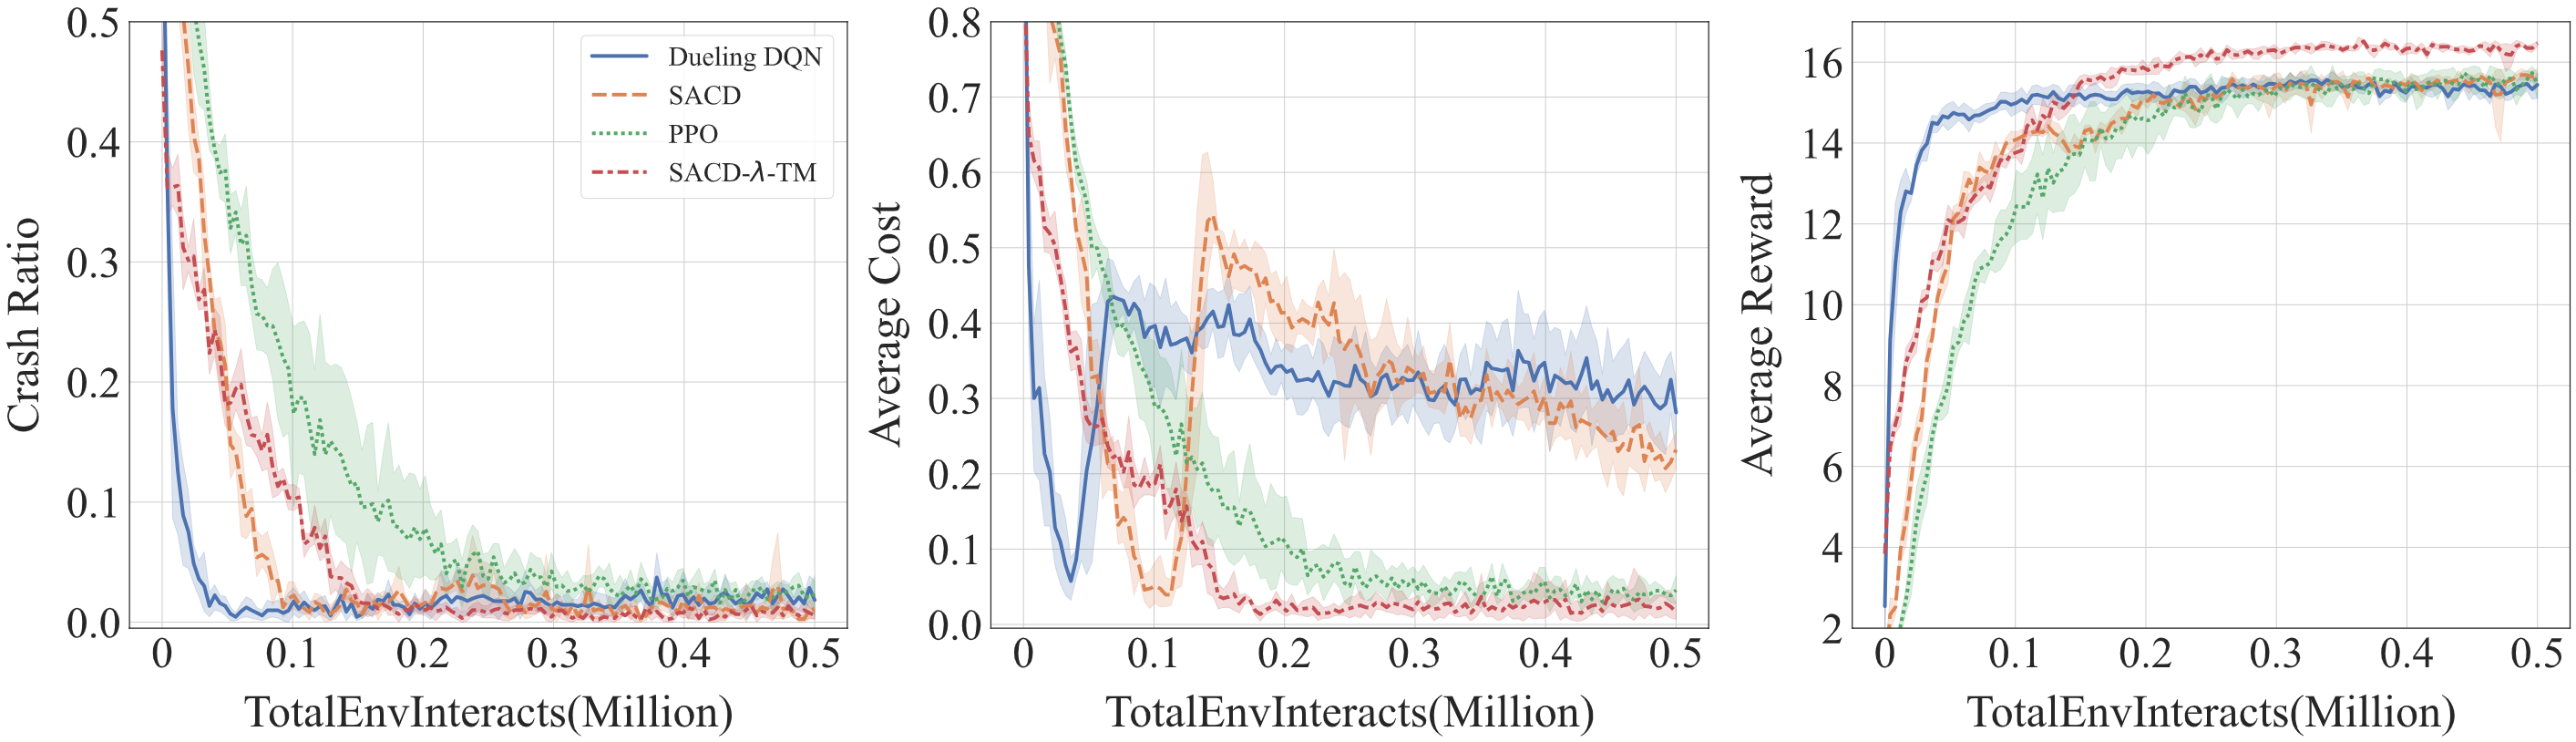 Crash Ratio
0.5
0.4
0.3
0.2
0.1
0.0
0 0.1 0.2 0.3 0.4 0.5
TotalEnvInteracts(Million)
Dueling DQN
SACD
PPO
SACD-λ-TM
Average Cost
0.8
0.7
0.6
0.5
0.4
0.3
0.2
0.1
0.0
0 0.1 0.2 0.3 0.4 0.5
TotalEnvInteracts(Million)
Average Reward
16
14
12
10
8
6
4
2
0 0.1 0.2 0.3 0.4 0.5
TotalEnvInteracts(Million)